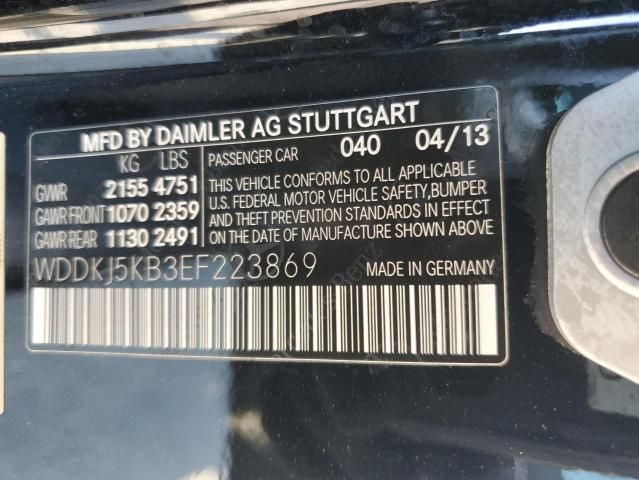 MFD BY DAIMLER AG STUTTGART
KG LBS PASSENGER CAR 040 04/13
GVWR 2155 4751
GAWR FRONT 1070 2359
GAWR REAR 1130 2491
THIS VEHICLE CONFORMS TO ALL APPLICABLE
U.S. FEDERAL MOTOR VEHICLE SAFETY, BUMPER
AND THEFT PREVENTION STANDARDS IN EFFECT
ON THE DATE OF MANUFACTURE SHOWN ABOVE
WDDKJ5KB3EF223869 MADE IN GERMANY